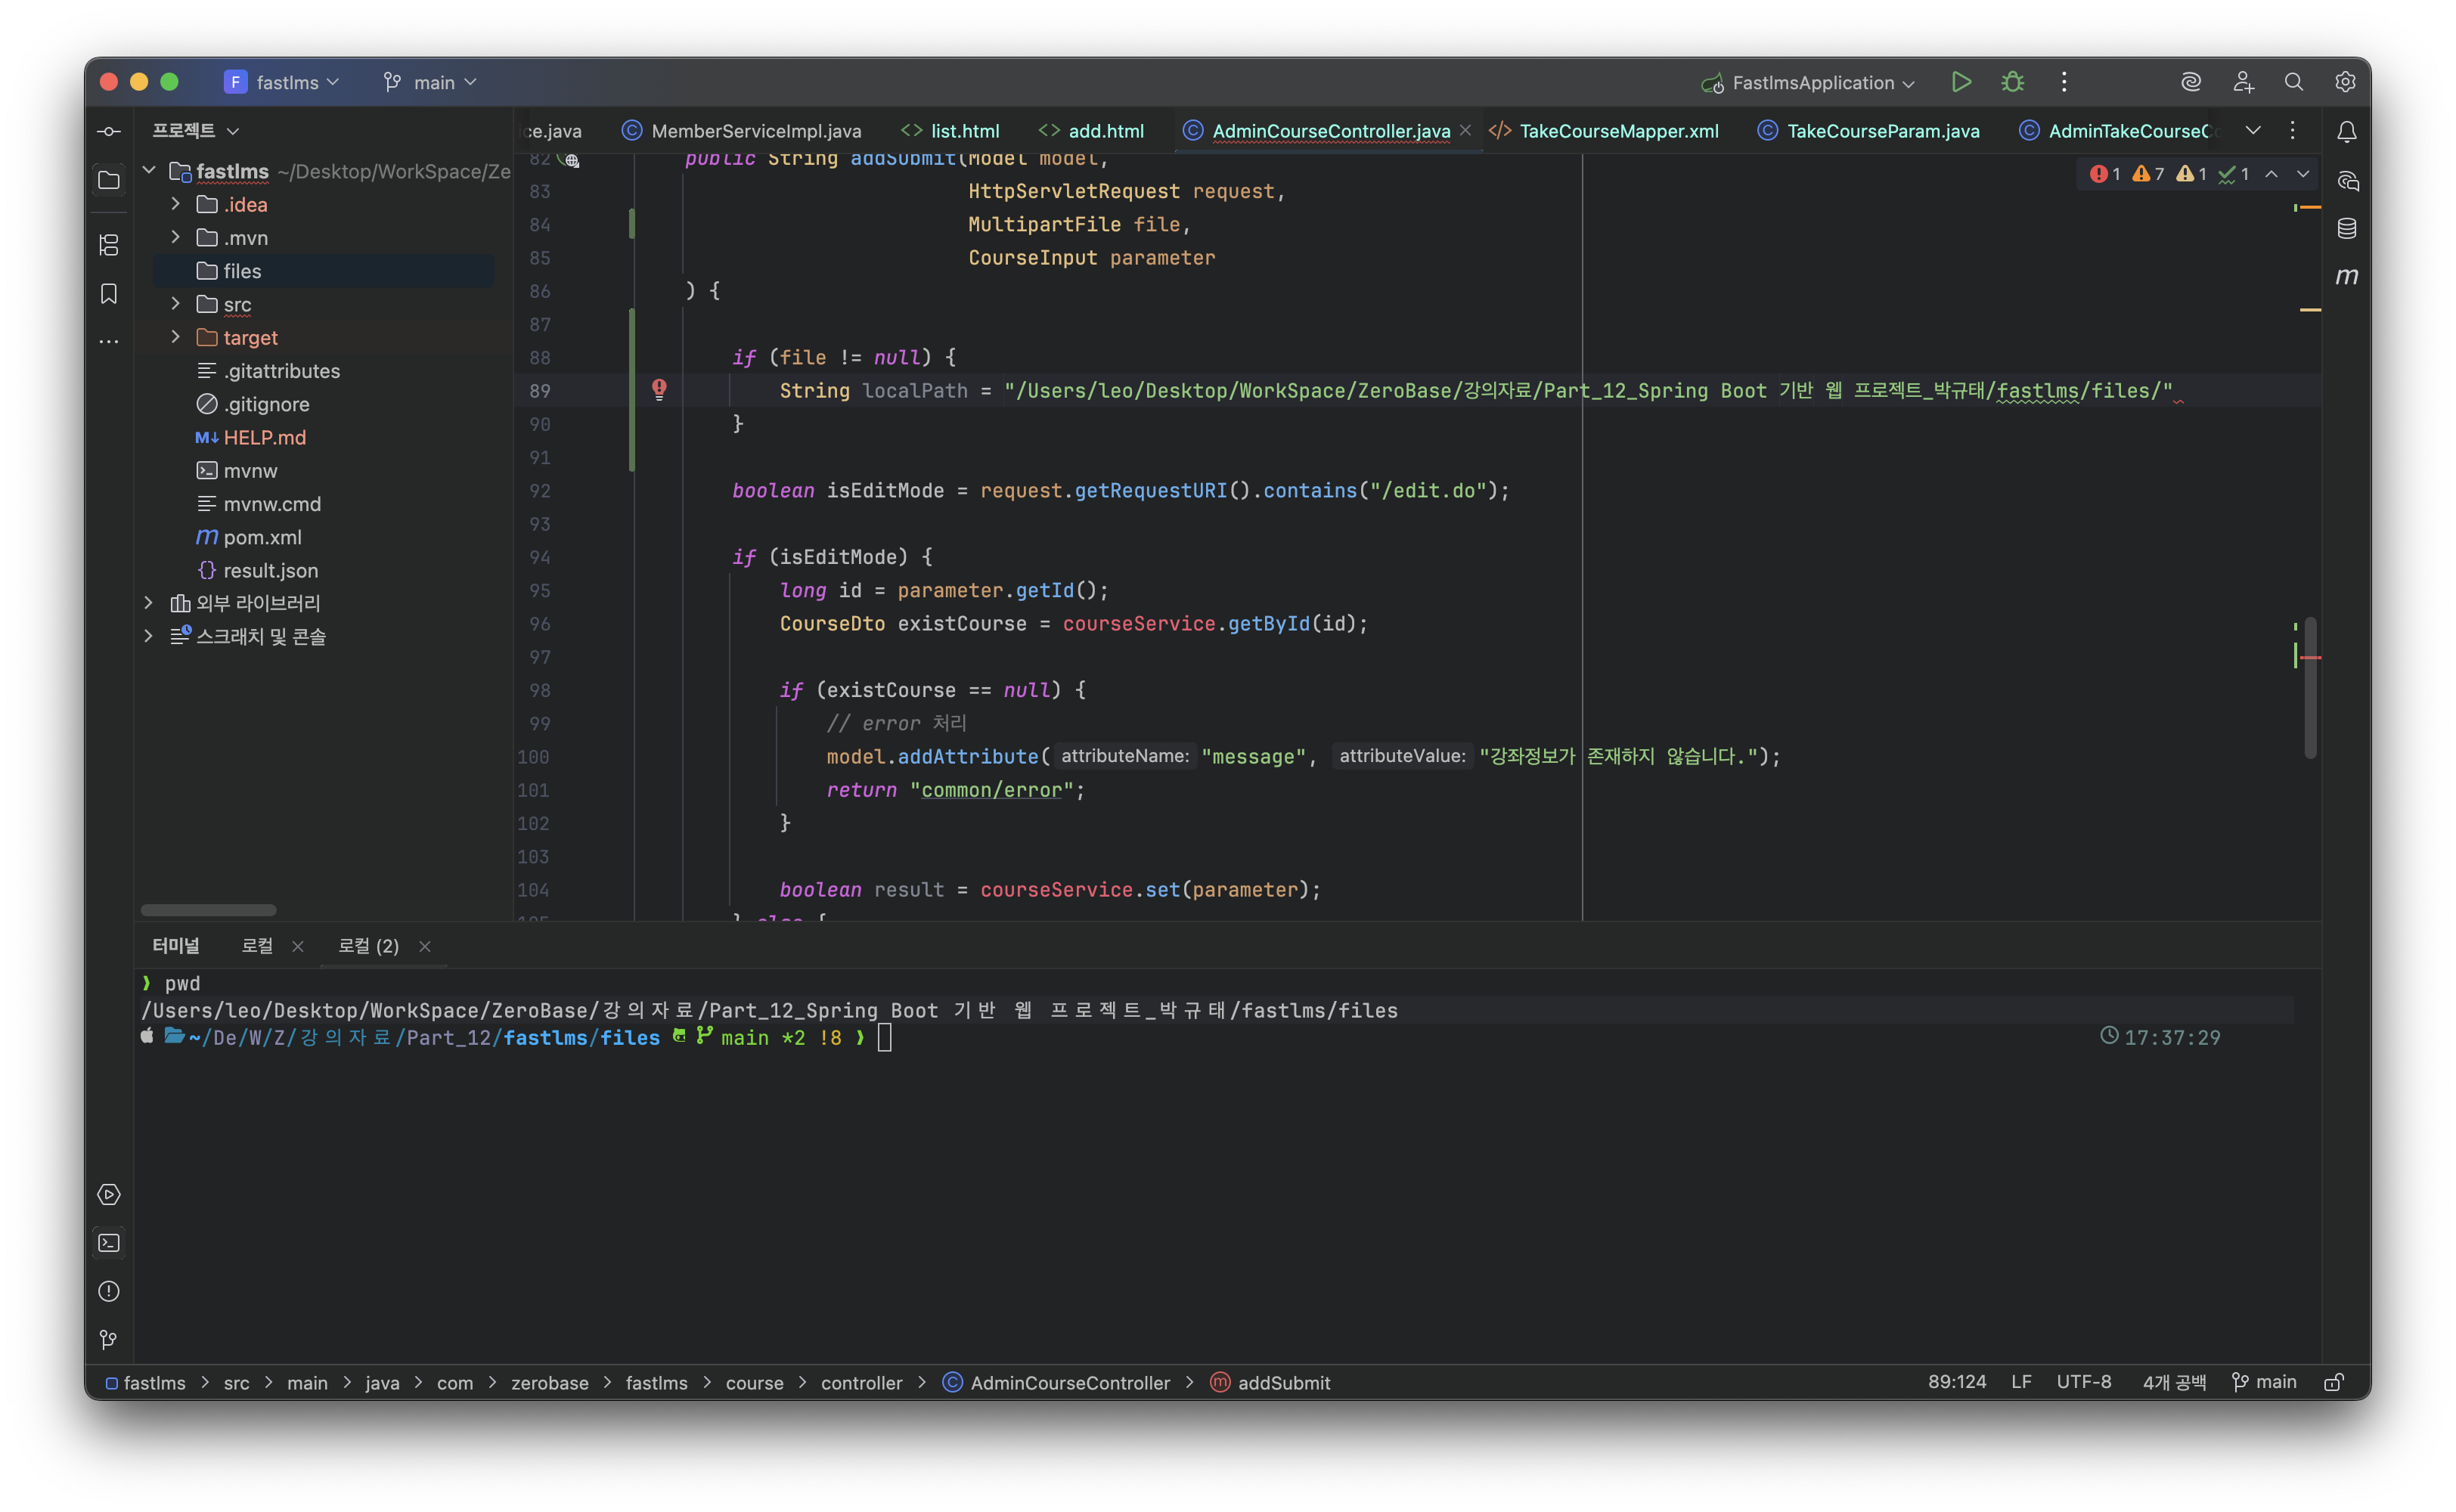 F fastlms main FastlmsApplication
프로젝트
ce.java MemberServiceImpl.java list.html add.html AdminCourseController.java TakeCourseMapper.xml TakeCourseParam.java AdminTakeCourseC
fastlms ~/Desktop/WorkSpace/Ze
.idea
.mvn
files
src
target
.gitattributes
.gitignore
M↓ HELP.md
mvnw
mvnw.cmd
m pom.xml
{} result.json
외부 라이브러리
스크래치 및 콘솔
1 7 1 1
82 public String addSubmit(Model model,
83 HttpServletRequest request,
84 MultipartFile file,
85 CourseInput parameter
86 ) {
87
88 if (file != null) {
89 String localPath = "/Users/leo/Desktop/WorkSpace/ZeroBase/강의자료/Part_12_Spring Boot 기반 웹 프로젝트_박규태/fastlms/files/"
90 }
91
92 boolean isEditMode = request.getRequestURI().contains("/edit.do");
93
94 if (isEditMode) {
95 long id = parameter.getId();
96 CourseDto existCourse = courseService.getById(id);
97
98 if (existCourse == null) {
99 // error 처리
100 model.addAttribute( attributeName: "message", attributeValue: "강좌정보가 존재하지 않습니다.");
101 return "common/error";
102 }
103
104 boolean result = courseService.set(parameter);
105 } else {
m
터미널 로컬 로컬 (2)
❯ pwd
/Users/leo/Desktop/WorkSpace/ZeroBase/강의자료/Part_12_Spring Boot 기반 웹 프로젝트_박규태/fastlms/files
~/De/W/Z/강의자료/Part_12/fastlms/files main *2 !8 ❯ 17:37:29
fastlms > src > main > java > com > zerobase > fastlms > course > controller > AdminCourseController > addSubmit 89:124 LF UTF-8 4개 공백 main